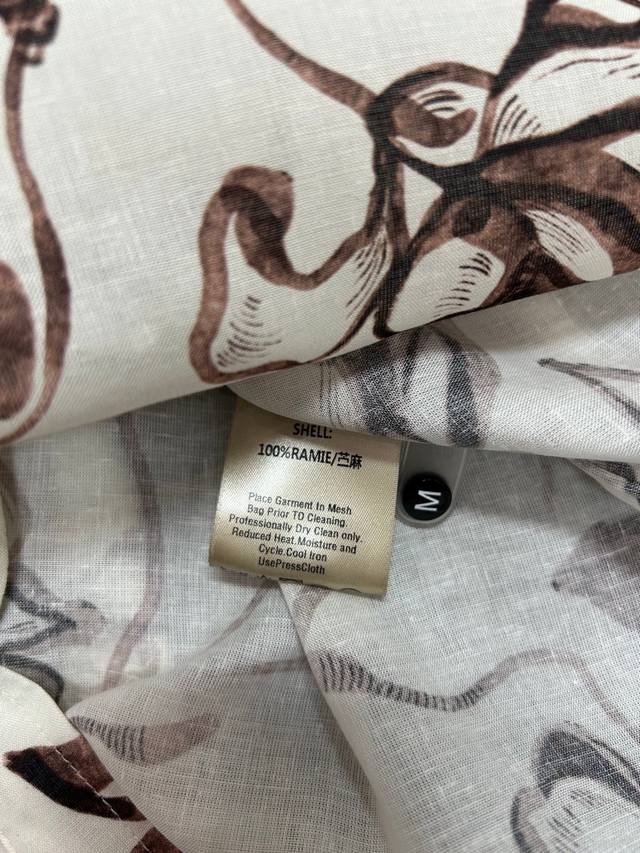 SHELL:
100%RAMIE/苎麻
Place Garment In Mesh
Bag Prior TO Cleaning.
Professionally Dry Clean only.
Reduced Heat.Moisture and
Cycle.Cool Iron
UsePressCloth
M